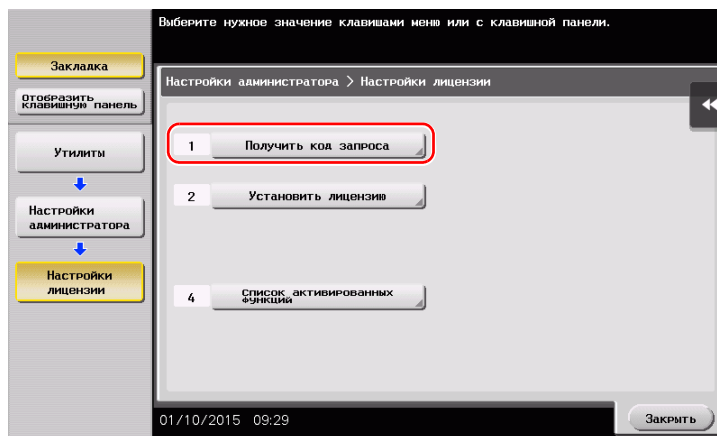 Выберите нужное значение клавишами меню или с клавишной панели.
Закладка
Отобразить
клавишную панель
Утилиты
Настройки
администратора
Настройки
лицензии
Настройки администратора > Настройки лицензии
1 Получить код запроса
2 Установить лицензию
4 Список активированных
функций
01/10/2015 09:29
Закрыть